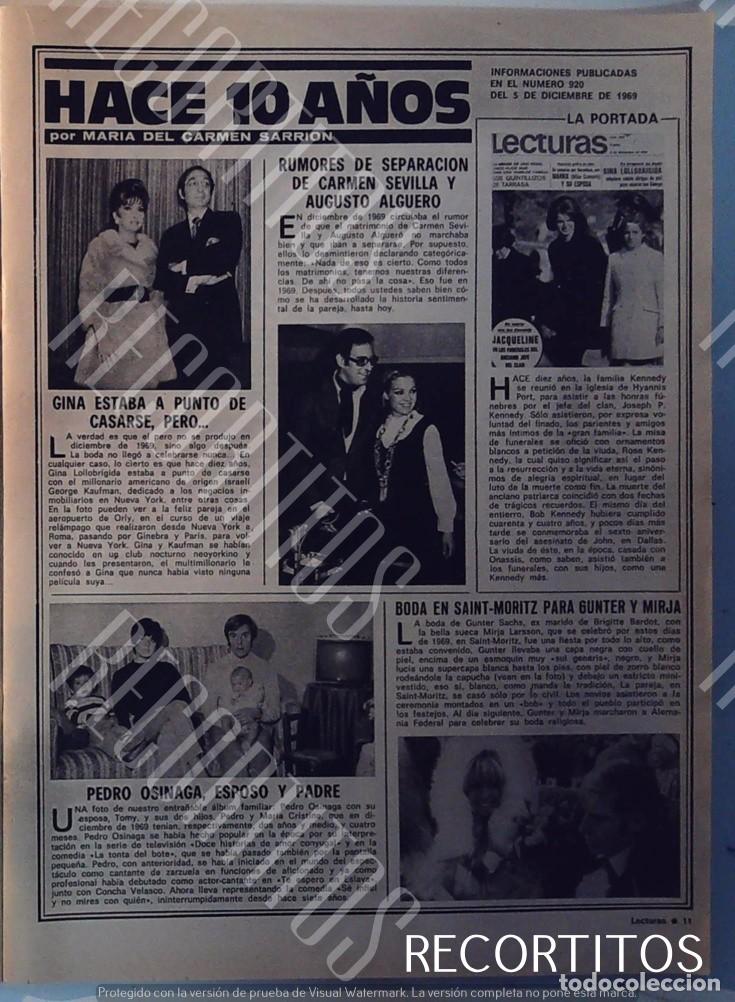 HACE 10 AÑOS
por MARIA DEL CARMEN SARRION
INFORMACIONES PUBLICADAS
EN EL NUMERO 920
DEL 5 DE DICIEMBRE DE 1969
LA PORTADA
Lecturas
LOS QUINTILLIZOS
DE TARRASA
Y SU ESPOSA
GINA LOLLOBRIGIDA
JACQUELINE
EN LOS FUNERALES DEL
ANCIANO JEFE
DEL CLAN
HACE diez años, la familia Kennedy
se reunió en la iglesia de Hyannis
Port, para asistir a las honras fú-
nebres por el jefe del clan, Joseph P.
Kennedy. Sólo asistieron, por expresa vo-
luntad del finado, los parientes y amigos
más íntimos de la «gran familia». La misa
de funerales se ofició con ornamentos
blancos a petición de la viuda, Rose Ken-
nedy, la cual quiso significar así el paso
a la resurrección y a la vida eterna, sinóni-
mos de alegría espiritual, en lugar del
luto de la muerte como fin. La muerte del
anciano patriarca coincidió con dos fechas
de trágicos recuerdos. El mismo día del
entierro, Bob Kennedy hubiera cumplido
cuarenta y cuatro años, y pocos días más
tarde se conmemoraba el sexto aniver-
sario del asesinato de John, en Dallas.
La viuda de éste, en la época, casada con
Onassis, como saben, asistió también a
los funerales, con sus hijos, como una
Kennedy más.
RUMORES DE SEPARACION
DE CARMEN SEVILLA Y
AUGUSTO ALGUERO
EN diciembre de 1969 circulaba el rumor
de que el matrimonio de Carmen Sevi-
lla y Augusto Algueró no marchaba
bien y que iban a separarse. Por supuesto,
ellos lo desmintieron declarando categórica-
mente: «Nada de eso es cierto. Como todos
los matrimonios, tenemos nuestras diferen-
cias. De ahí no pasa la cosa». Eso fue en
1969. Después, todos ustedes saben bien có-
mo se ha desarrollado la historia sentimen-
tal de la pareja, hasta hoy.
GINA ESTABA A PUNTO DE
CASARSE, PERO...
LA verdad es que el pero no se produjo en
diciembre de 1969, sino algo después.
La boda no llegó a celebrarse nunca. En
cualquier caso, lo cierto es que hace diez años,
Gina Lollobrigida estaba a punto de casarse
con el millonario americano de origen israelí
George Kaufman, dedicado a los negocios in-
mobiliarios en Nueva York, entre otras cosas.
En la foto pueden ver a la feliz pareja en el
aeropuerto de Orly, en el curso de un viaje
relámpago que realizaron desde Nueva York a
Roma, pasando por Ginebra y París, para vol-
ver a Nueva York. Gina y Kaufman se habían
conocido en un club nocturno neoyorkino y
cuando les presentaron, el multimillonario le
confesó a Gina que nunca había visto ninguna
película suya...
PEDRO OSINAGA, ESPOSO Y PADRE
UNA foto de nuestro entrañable álbum familiar: Pedro Osinaga con su
esposa, Tomy, y sus dos hijos, Pedro y María Cristina, que en di-
ciembre de 1969 tenían, respectivamente, dos años y medio, y cuatro
meses. Pedro Osinaga se había hecho popular en la época por su interpre-
tación en la serie de televisión «Doce historias de amor conyugal» y en la
comedia «La tonta del bote», que se había pasado también por la pantalla
pequeña. Pedro, con anterioridad, se había iniciado en el mundo del espec-
táculo como cantante de zarzuela en funciones de aficionado y ya como
profesional había debutado como actor-cantante en «Te espero en Eslava»
junto con Concha Velasco. Ahora lleva representando la comedia «Sé infiel
y no mires con quién», ininterrumpidamente desde hace siete años.
BODA EN SAINT-MORITZ PARA GUNTER Y MIRJA
LA boda de Gunter Sachs, ex marido de Brigitte Bardot, con
la bella sueca Mirja Larsson, que se celebró por estos días
de 1969, en Saint-Moritz, fue una fiesta por todo lo alto, como
estaba convenido, Gunter llevaba una capa negra con cuello de
piel, encima de un esmoquin muy «sui generis», negro, y Mirja
lucía una supercapa blanca hasta los pies, con piel de zorro blanco
rodeándole la capucha (vean en la foto) y debajo un estricto mini-
vestido, eso sí, blanco, como manda la tradición. La pareja, en
Saint-Moritz, se casó sólo por lo civil. Los novios asistieron a la
ceremonia montados en un «bob» y todo el pueblo participó en
los festejos. Al día siguiente, Gunter y Mirja marcharon a Alema-
nia Federal para celebrar su boda religiosa.
Lecturas • 11
RECORTITOS
todocoleccion
Protegido con la versión de prueba de Visual Watermark. La versión completa no pone esta marca.